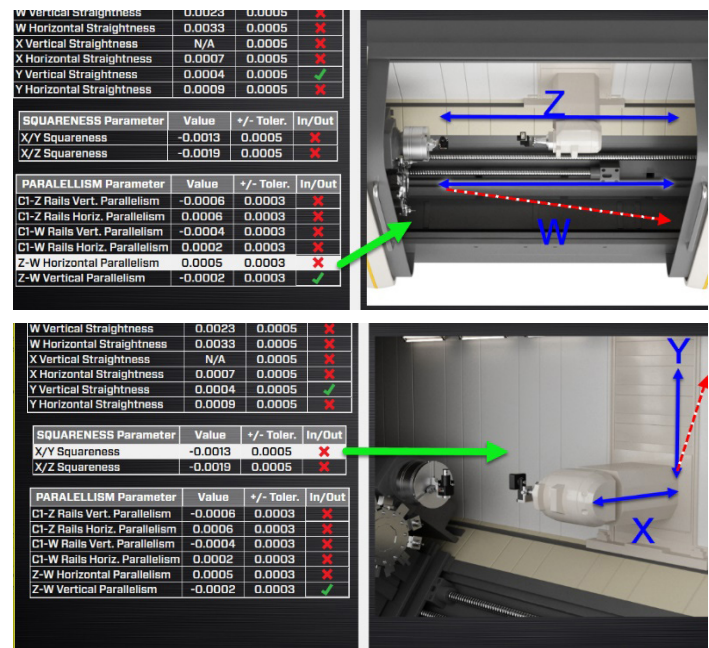 W Vertical Straightness 0.0023 0.0005
W Horizontal Straightness 0.0033 0.0005
X Vertical Straightness N/A 0.0005
X Horizontal Straightness 0.0007 0.0005
Y Vertical Straightness 0.0004 0.0005
Y Horizontal Straightness 0.0009 0.0005
SQUARENESS Parameter Value +/- Toler. In/Out
X/Y Squareness -0.0013 0.0005
X/Z Squareness -0.0019 0.0005
PARALELLISM Parameter Value +/- Toler. In/Out
C1-Z Rails Vert. Parallelism -0.0006 0.0003
C1-Z Rails Horiz. Parallelism 0.0006 0.0003
C1-W Rails Vert. Parallelism -0.0004 0.0003
C1-W Rails Horiz. Parallelism 0.0002 0.0003
Z-W Horizontal Parallelism 0.0005 0.0003
Z-W Vertical Parallelism -0.0002 0.0003
Z
W
W Vertical Straightness 0.0023 0.0005
W Horizontal Straightness 0.0033 0.0005
X Vertical Straightness N/A 0.0005
X Horizontal Straightness 0.0007 0.0005
Y Vertical Straightness 0.0004 0.0005
Y Horizontal Straightness 0.0009 0.0005
SQUARENESS Parameter Value +/- Toler. In/Out
X/Y Squareness -0.0013 0.0005
X/Z Squareness -0.0019 0.0005
PARALELLISM Parameter Value +/- Toler. In/Out
C1-Z Rails Vert. Parallelism -0.0006 0.0003
C1-Z Rails Horiz. Parallelism 0.0006 0.0003
C1-W Rails Vert. Parallelism -0.0004 0.0003
C1-W Rails Horiz. Parallelism 0.0002 0.0003
Z-W Horizontal Parallelism 0.0005 0.0003
Z-W Vertical Parallelism -0.0002 0.0003
Y
X